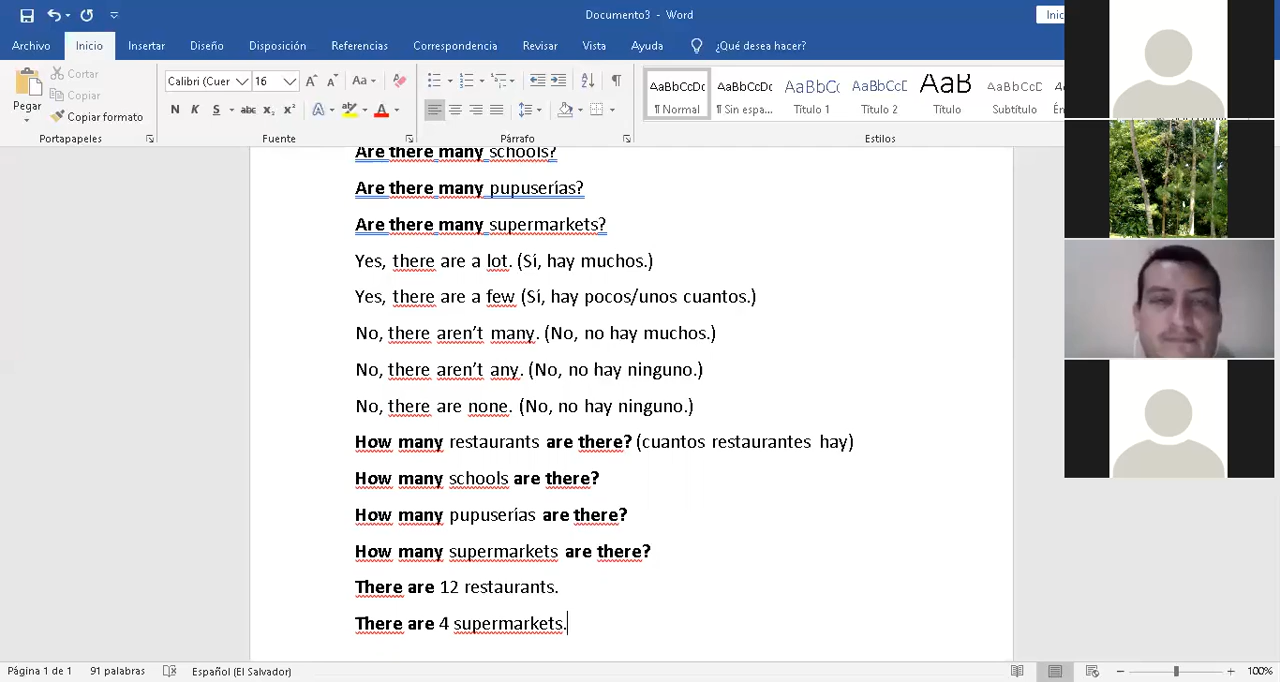 Documento3 - Word
Inic
Archivo Inicio Insertar Diseño Disposición Referencias Correspondencia Revisar Vista Ayuda ¿Qué desea hacer?
Pegar
Cortar
Copiar
Copiar formato
Portapapeles
Calibri (Cuer 16
N K S abc x₂ x²
Fuente
Párrafo
AaBbCcDc AaBbCcDc AaBbCc AaBbCcD AaB AaBbCcD
¶ Normal ¶ Sin espa... Título 1 Título 2 Título Subtítulo
Estilos
Are there many schools?
Are there many pupuserías?
Are there many supermarkets?
Yes, there are a lot. (Sí, hay muchos.)
Yes, there are a few (Sí, hay pocos/unos cuantos.)
No, there aren’t many. (No, no hay muchos.)
No, there aren’t any. (No, no hay ninguno.)
No, there are none. (No, no hay ninguno.)
How many restaurants are there? (cuantos restaurantes hay)
How many schools are there?
How many pupuserías are there?
How many supermarkets are there?
There are 12 restaurants.
There are 4 supermarkets.
Página 1 de 1 91 palabras Español (El Salvador) 100%